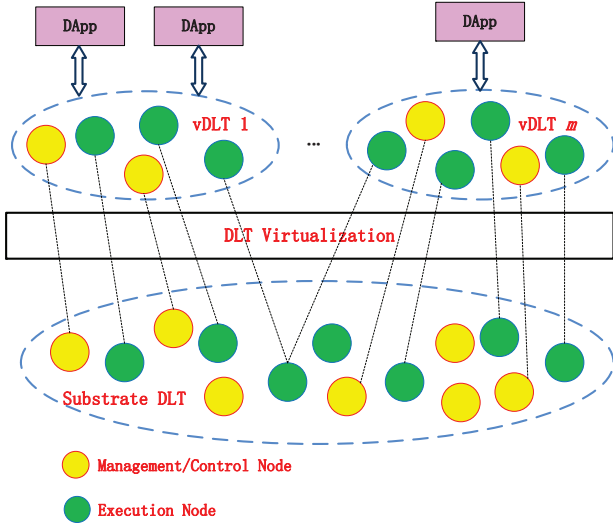 DApp
DApp
DApp
vDLT 1
...
vDLT m
DLT Virtualization
Substrate DLT
Management/Control Node
Execution Node